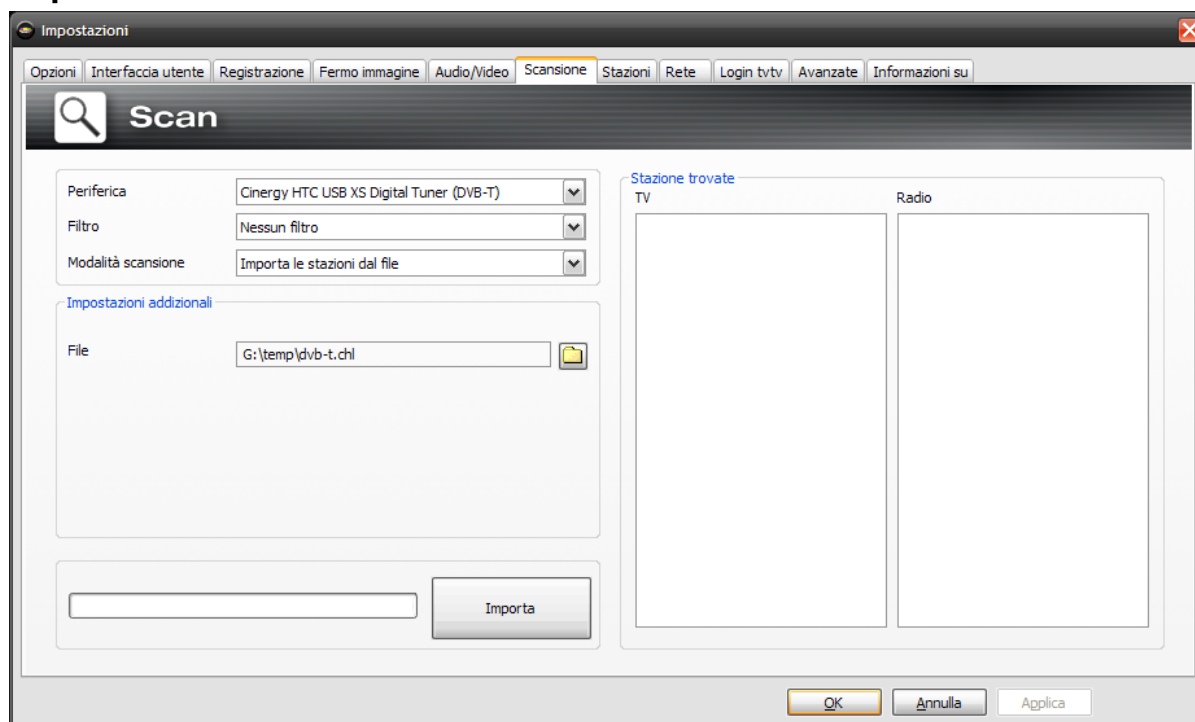 Impostazioni
Opzioni Interfaccia utente Registrazione Fermo immagine Audio/Video Scansione Stazioni Rete Login tvtv Avanzate Informazioni su
Scan
Periferica Cinergy HTC USB XS Digital Tuner (DVB-T)
Filtro Nessun filtro
Modalità scansione Importa le stazioni dal file
Impostazioni addizionali
File G:\temp\dvb-t.chl
Importa
Stazione trovate
TV Radio
OK Annulla Applica